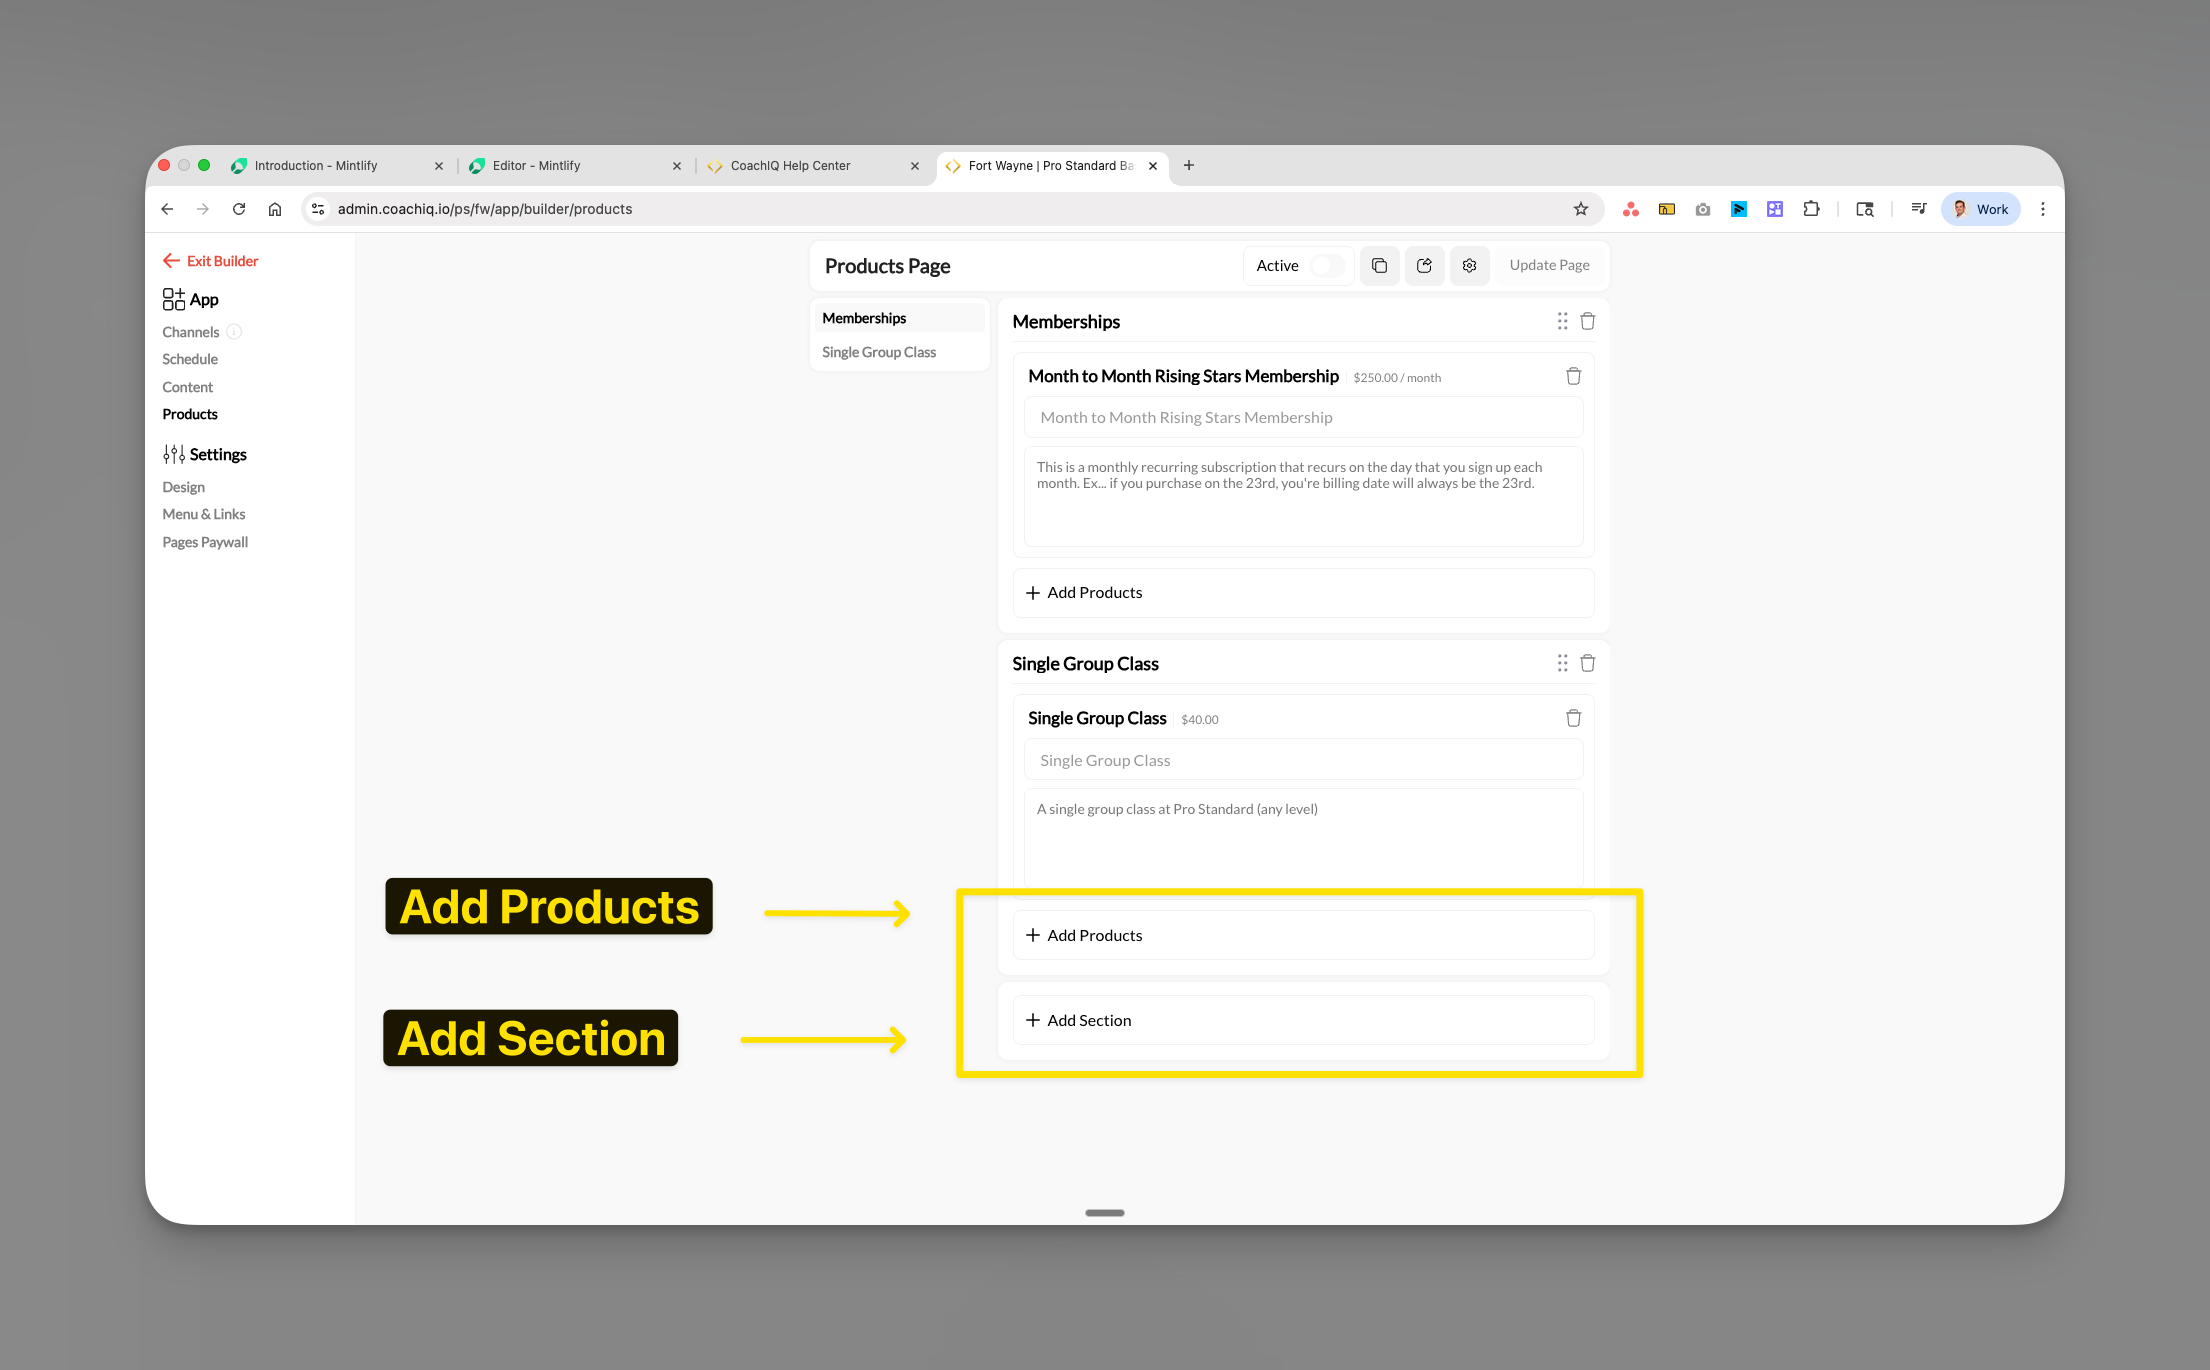 Introduction - Mintlify
Editor - Mintlify
CoachIQ Help Center
Fort Wayne | Pro Standard Ba
admin.coachiq.io/ps/fw/app/builder/products
Work
Exit Builder
App
Channels
Schedule
Content
Products
Settings
Design
Menu & Links
Pages Paywall
Products Page
Active
Update Page
Memberships
Single Group Class
Memberships
Month to Month Rising Stars Membership
$250.00 / month
Month to Month Rising Stars Membership
This is a monthly recurring subscription that recurs on the day that you sign up each
month. Ex... if you purchase on the 23rd, you're billing date will always be the 23rd.
Add Products
Single Group Class
Single Group Class
$40.00
Single Group Class
A single group class at Pro Standard (any level)
Add Products
Add Products
Add Section
Add Section